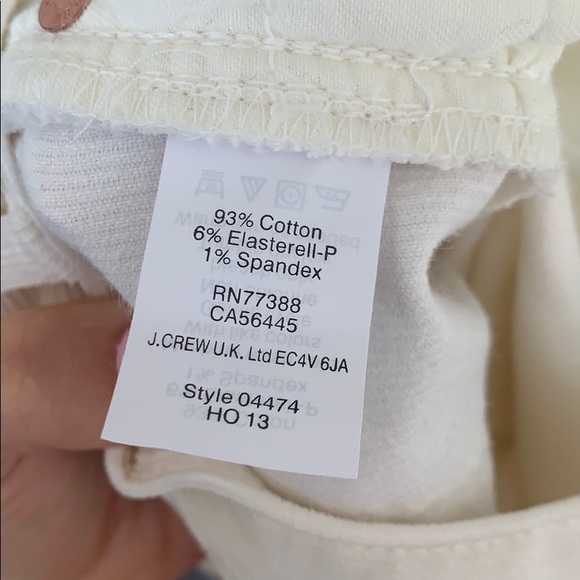 93% Cotton
6% Elasterell-P
1% Spandex
RN77388
CA56445
J.CREW U.K. Ltd EC4V 6JA
Style 04474
HO 13